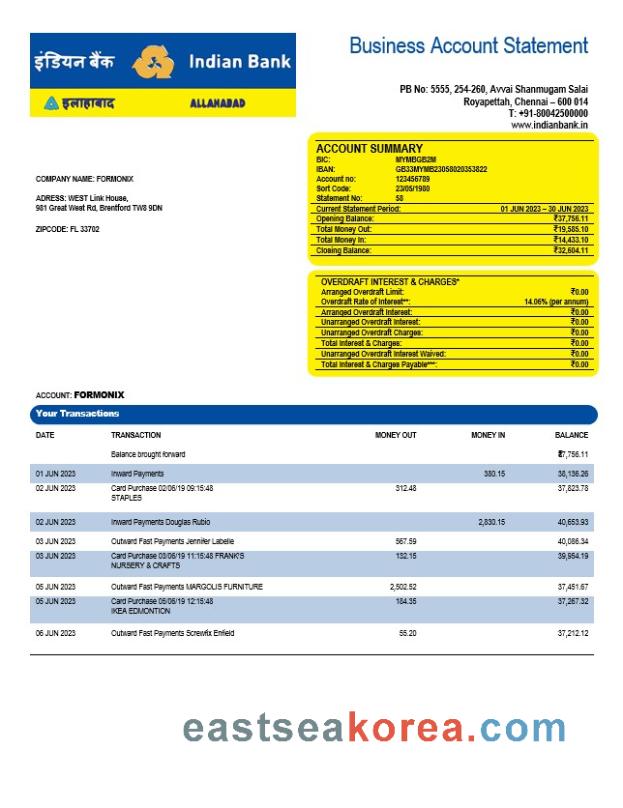 इंडियन बैंक Indian Bank
इलाहाबाद ALLAHABAD
Business Account Statement
PB No: 5555, 254-260, Avvai Shanmugam Salai
Royapettah, Chennai – 600 014
T: +91-80042500000
www.indianbank.in
COMPANY NAME: FORMONIX
ADRESS: WEST Link House,
981 Great West Rd, Brentford TW8 9DN
ZIPCODE: FL 33702
ACCOUNT SUMMARY
BIC: MYMBGB2M
IBAN: GB33MYMB23058020353822
Account no: 123456789
Sort Code: 23/05/1980
Statement No: 58
Current Statement Period: 01 JUN 2023 – 30 JUN 2023
Opening Balance: ₹37,756.11
Total Money Out: ₹19,585.10
Total Money In: ₹14,433.10
Closing Balance: ₹32,604.11
OVERDRAFT INTEREST & CHARGES*
Arranged Overdraft Limit: ₹0.00
Overdraft Rate of Interest**: 14.06% (per annum)
Arranged Overdraft Interest: ₹0.00
Unarranged Overdraft Interest: ₹0.00
Unarranged Overdraft Charges: ₹0.00
Total Interest & Charges: ₹0.00
Unarranged Overdraft Interest Waived: ₹0.00
Total Interest & Charges Payable***: ₹0.00
ACCOUNT: FORMONIX
Your Transactions
DATE TRANSACTION MONEY OUT MONEY IN BALANCE
Balance brought forward ₹37,756.11
01 JUN 2023 Inward Payments 380.15 38,136.26
02 JUN 2023 Card Purchase 02/06/19 09:15:48 312.48 37,823.78
STAPLES
02 JUN 2023 Inward Payments Douglas Rubio 2,830.15 40,653.93
03 JUN 2023 Outward Fast Payments Jennifer Labelle 567.59 40,086.34
03 JUN 2023 Card Purchase 03/06/19 11:15:48 FRANK'S 132.15 39,954.19
NURSERY & CRAFTS
05 JUN 2023 Outward Fast Payments MARGOLIS FURNITURE 2,502.52 37,451.67
05 JUN 2023 Card Purchase 05/06/19 12:15:48 184.35 37,267.32
IKEA EDMONTION
06 JUN 2023 Outward Fast Payments Screwfix Enfield 55.20 37,212.12
eastseakorea.com